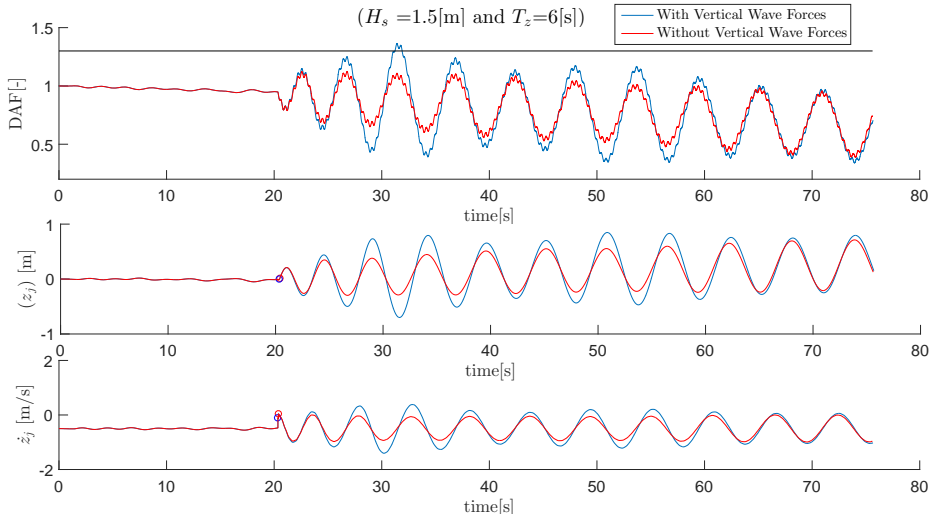 (H_s =1.5[m] and T_z=6[s])
With Vertical Wave Forces
Without Vertical Wave Forces
1.5
1
0.5
DAF[-]
0 10 20 30 40 50 60 70 80
time[s]
1
0
-1
(z_j) [m]
0 10 20 30 40 50 60 70 80
time[s]
2
0
-2
ż_j [m/s]
0 10 20 30 40 50 60 70 80
time[s]